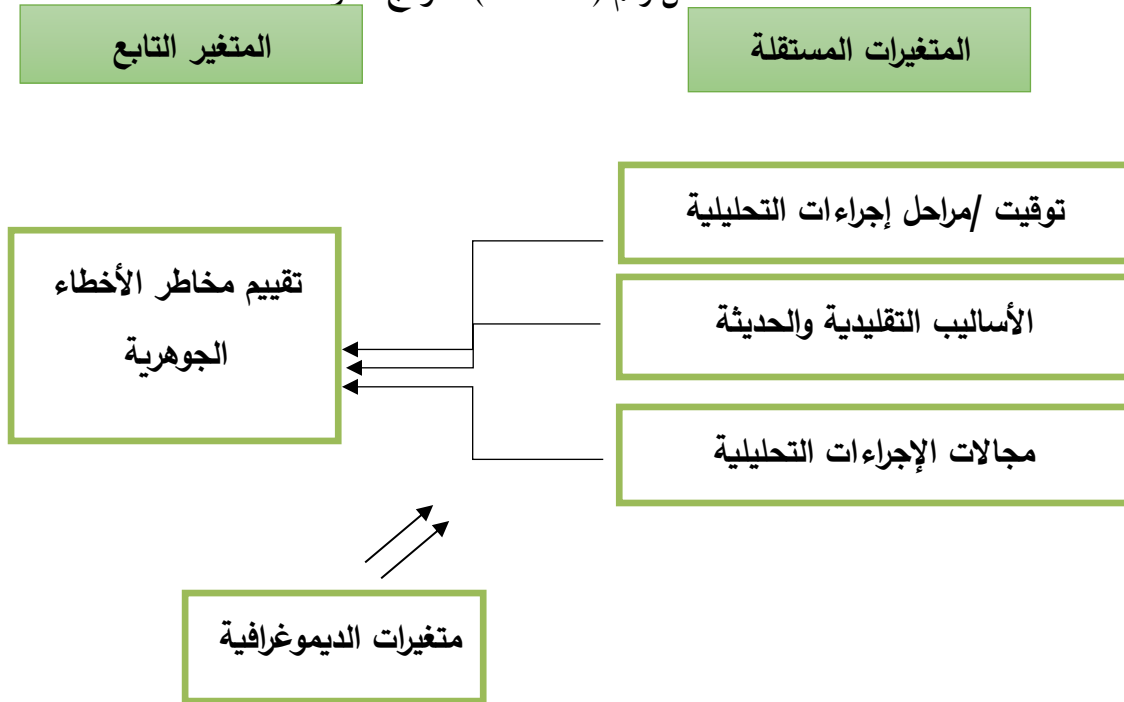 المتغيرات المستقلة
المتغير التابع
توقيت /مراحل إجراءات التحليلية
الأساليب التقليدية والحديثة
مجالات الإجراءات التحليلية
تقييم مخاطر الأخطاء
الجوهرية
متغيرات الديموغرافية